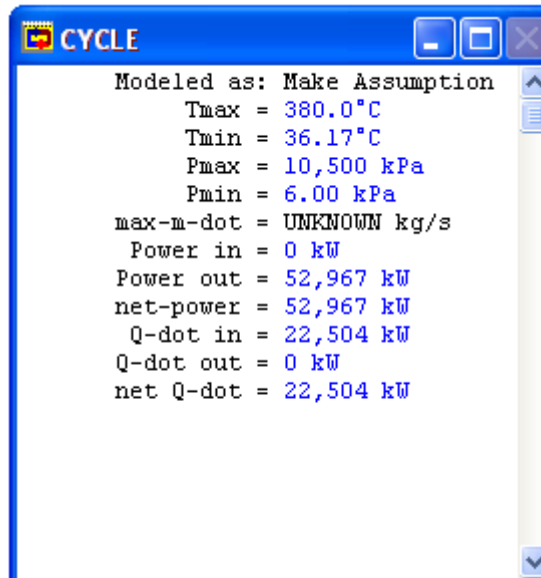 CYCLE
Modeled as: Make Assumption
Tmax = 380.0°C
Tmin = 36.17°C
Pmax = 10,500 kPa
Pmin = 6.00 kPa
max-m-dot = UNKNOWN kg/s
Power in = 0 kW
Power out = 52,967 kW
net-power = 52,967 kW
Q-dot in = 22,504 kW
Q-dot out = 0 kW
net Q-dot = 22,504 kW